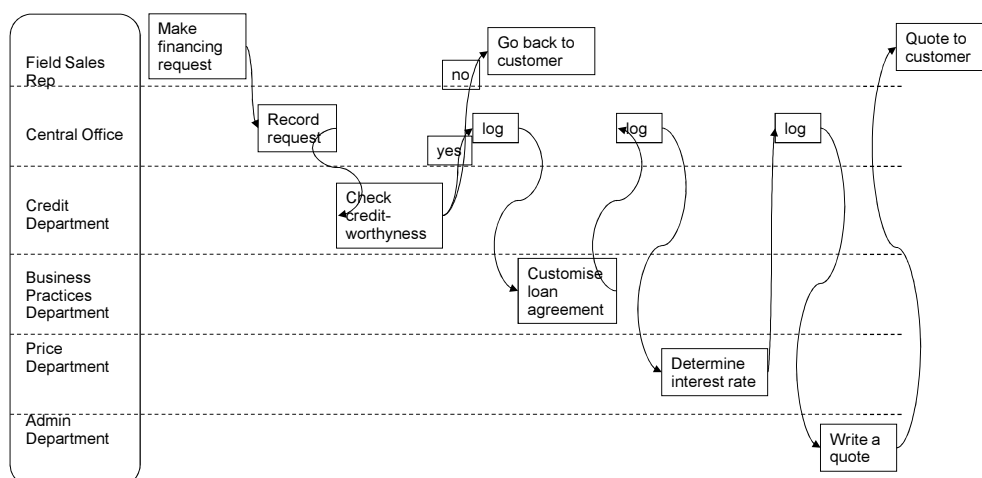 Field Sales
Rep
Make
financing
request
Go back to
customer
Quote to
customer
no
Central Office
Record
request
log
log
log
yes
Credit
Department
Check
credit-
worthyness
Business
Practices
Department
Customise
loan
agreement
Price
Department
Determine
interest rate
Admin
Department
Write a
quote